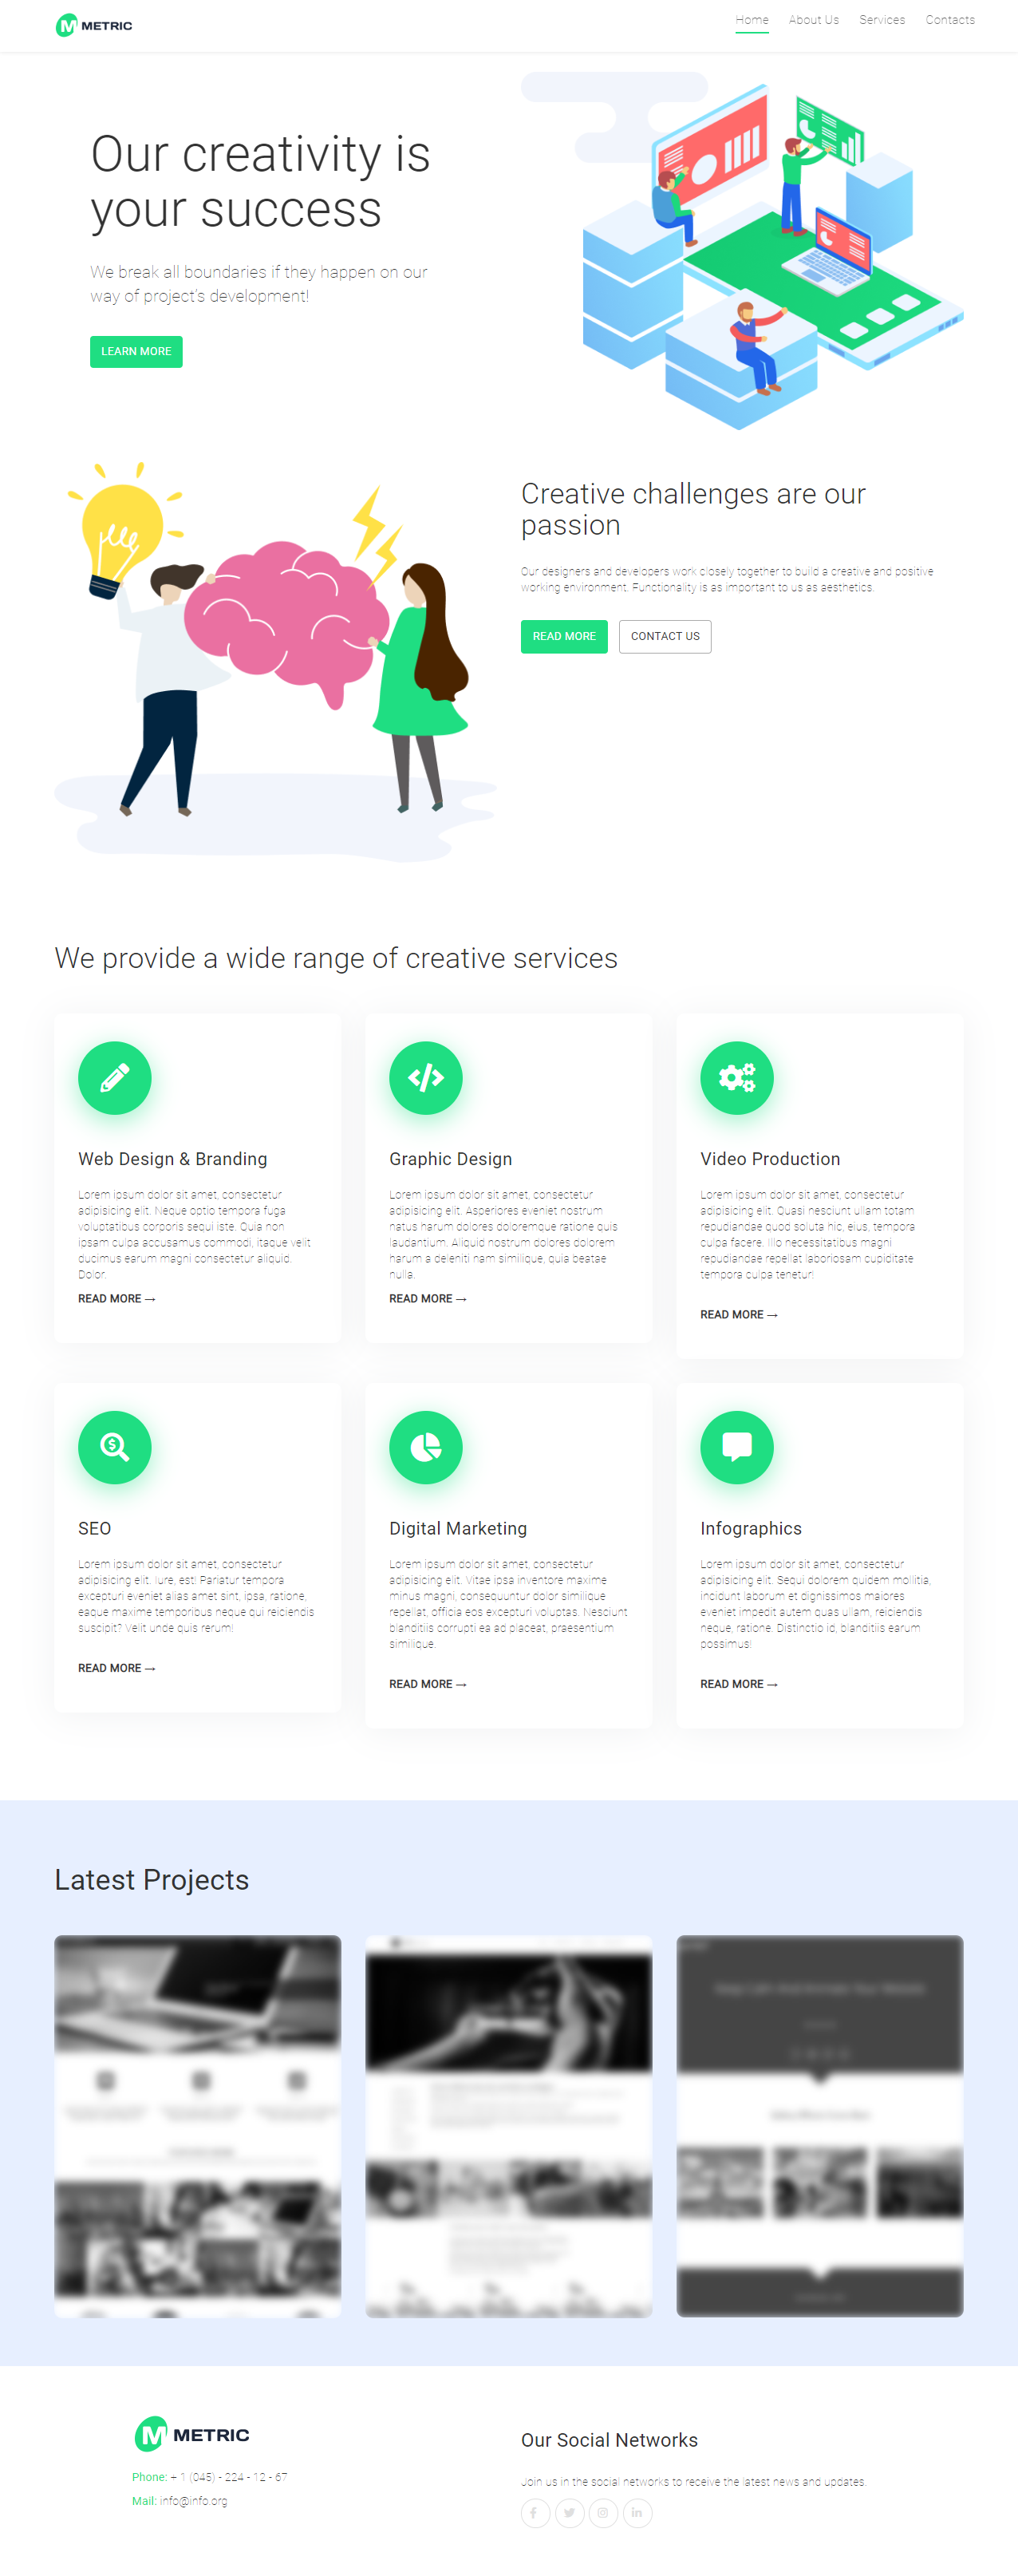 METRIC
Home About Us Services Contacts
Our creativity is
your success
We break all boundaries if they happen on our
way of project's development!
LEARN MORE
Creative challenges are our
passion
Our designers and developers work closely together to build a creative and positive
working environment. Functionality is as important to us as aesthetics.
READ MORE CONTACT US
We provide a wide range of creative services
Web Design & Branding
Lorem ipsum dolor sit amet, consectetur
adipisicing elit. Neque optio tempora fuga
voluptatibus corporis sequi iste. Quia non
ipsam culpa accusamus commodi, itaque velit
ducimus earum magni consectetur aliquid.
Dolor.
READ MORE →
Graphic Design
Lorem ipsum dolor sit amet, consectetur
adipisicing elit. Asperiores eveniet nostrum
natus harum dolores doloremque ratione quis
laudantium. Aliquid nostrum dolores dolorem
harum a deleniti nam similique, quia beatae
nulla.
READ MORE →
Video Production
Lorem ipsum dolor sit amet, consectetur
adipisicing elit. Quasi nesciunt ullam totam
repudiandae quod soluta hic, eius, tempora
culpa facere. Illo necessitatibus magni
repudiandae repellat laboriosam cupiditate
tempora culpa tenetur!
READ MORE →
SEO
Lorem ipsum dolor sit amet, consectetur
adipisicing elit. Iure, est! Pariatur tempora
excepturi eveniet alias amet sint, ipsa, ratione,
eaque maxime temporibus neque qui reiciendis
suscipit? Velit unde quis rerum!
READ MORE →
Digital Marketing
Lorem ipsum dolor sit amet, consectetur
adipisicing elit. Vitae ipsa inventore maxime
minus magni, consequuntur dolor similique
repellat, officia eos excepturi voluptas. Nesciunt
blanditiis corrupti ea ad placeat, praesentium
similique.
READ MORE →
Infographics
Lorem ipsum dolor sit amet, consectetur
adipisicing elit. Sequi dolorem quidem mollitia,
incidunt laborum et dignissimos maiores
eveniet impedit autem quas ullam, reiciendis
neque, ratione. Distinctio id, blanditiis earum
possimus!
READ MORE →
Latest Projects
METRIC
Phone: + 1 (045) - 224 - 12 - 67
Mail: info@info.org
Our Social Networks
Join us in the social networks to receive the latest news and updates.